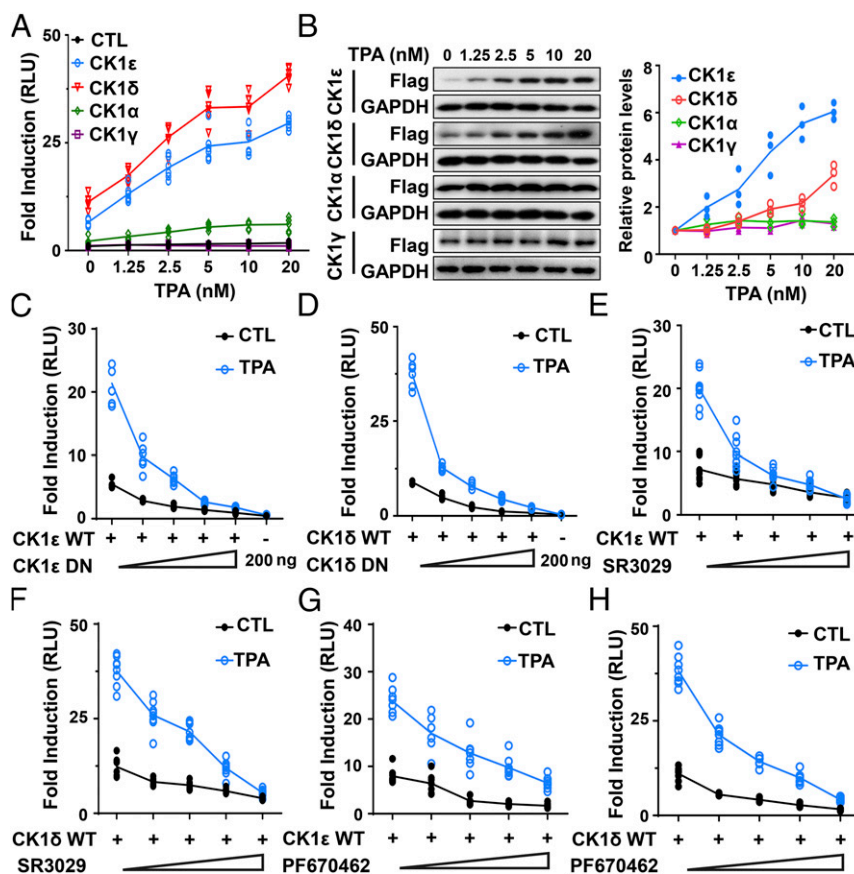 A
Fold Induction (RLU)
50
25
0
CTL
CK1ε
CK1δ
CK1α
CK1γ
0 1.25 2.5 5 10 20
TPA (nM)
B
TPA (nM) 0 1.25 2.5 5 10 20
CK1ε
Flag
GAPDH
CK1δ
Flag
GAPDH
CK1α
Flag
GAPDH
CK1γ
Flag
GAPDH
Relative protein levels
8
6
4
2
0
CK1ε
CK1δ
CK1α
CK1γ
0 1.25 2.5 5 10 20
TPA (nM)
C
Fold Induction (RLU)
30
20
10
0
CTL
TPA
CK1ε WT + + + + + -
CK1ε DN 200 ng
D
Fold Induction (RLU)
50
25
0
CTL
TPA
CK1δ WT + + + + + -
CK1δ DN 200 ng
E
Fold Induction (RLU)
30
20
10
0
CTL
TPA
CK1ε WT + + + + +
SR3029
F
Fold Induction (RLU)
50
25
0
CTL
TPA
CK1δ WT + + + + +
SR3029
G
Fold Induction (RLU)
40
30
20
10
0
CTL
TPA
CK1ε WT + + + + +
PF670462
H
Fold Induction (RLU)
50
25
0
CTL
TPA
CK1δ WT + + + + +
PF670462